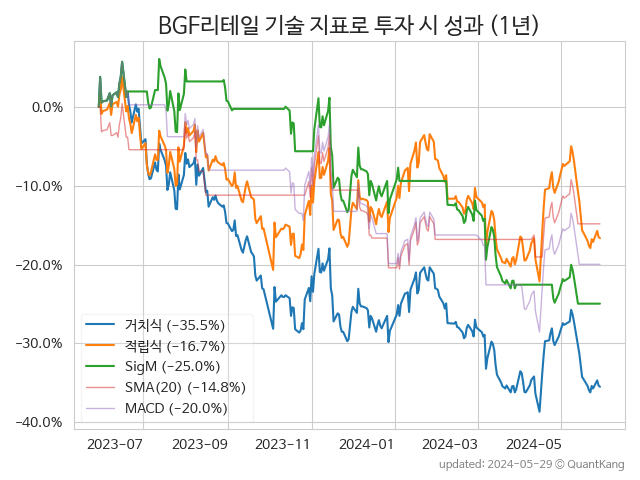 BGF리테일 기술 지표로 투자 시 성과 (1년)
0.0%
−10.0%
−20.0%
−30.0%
−40.0%
거치식 (−35.5%)
적립식 (−16.7%)
SigM (−25.0%)
SMA(20) (−14.8%)
MACD (−20.0%)
2023−07 2023−09 2023−11 2024−01 2024−03 2024−05
updated: 2024−05−29 © QuantKang